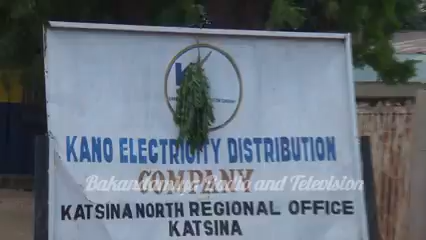 KANO ELECTRICITY DISTRIBUTION
COMPANY
Bakandamiya Radio and Television
KATSINA NORTH REGIONAL OFFICE
KATSINA